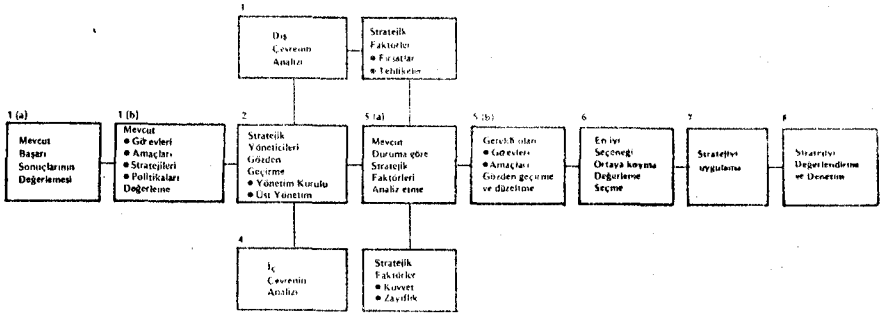 Dış
Çevrenin
Analizi
Stratejik
Faktörler
● Fırsatlar
● Tehlikeler
1 (a)
Mevcut
Başarı
Sonuçlarının
Değerlemesi
1 (b)
Mevcut
● Görevleri
● Amaçları
● Stratejileri
● Politikaları
Değerleme
2
Stratejik
Yöneticileri
Gözden
Geçirme
● Yönetim Kurulu
● Üst Yönetim
5 (a)
Mevcut
Duruma göre
Stratejik
Faktörleri
Analiz etme
5 (b)
Gerekli olan
● Görevleri
● Amaçları
Gözden geçirme
ve düzeltme
6
En iyi
Seçeneği
Ortaya koyma
Değerleme
Seçme
7
Stratejiyi
uygulama
8
Stratejiyi
Değerlendirme
ve Denetim
4
İç
Çevrenin
Analizi
Stratejik
Faktörler
● Kuvvet
● Zayıflık